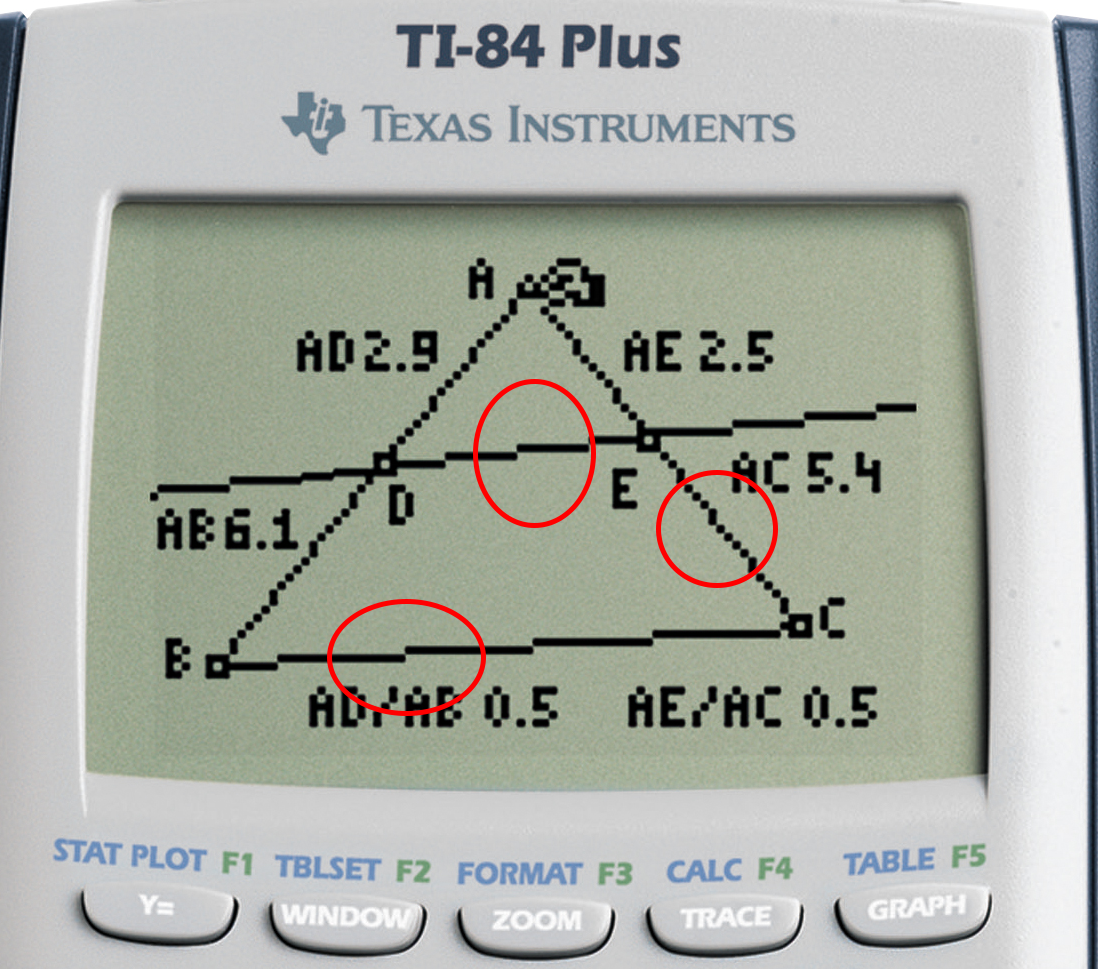 TI-84 Plus
TEXAS INSTRUMENTS
A
AD 2.9 AE 2.5
AC 5.4
D E
AB 6.1
C
B
AD/AB 0.5 AE/AC 0.5
STAT PLOT F1 TBLSET F2 FORMAT F3 CALC F4 TABLE F5
Y= WINDOW ZOOM TRACE GRAPH